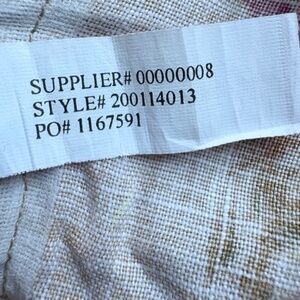 SUPPLIER# 00000008
STYLE# 200114013
PO# 1167591